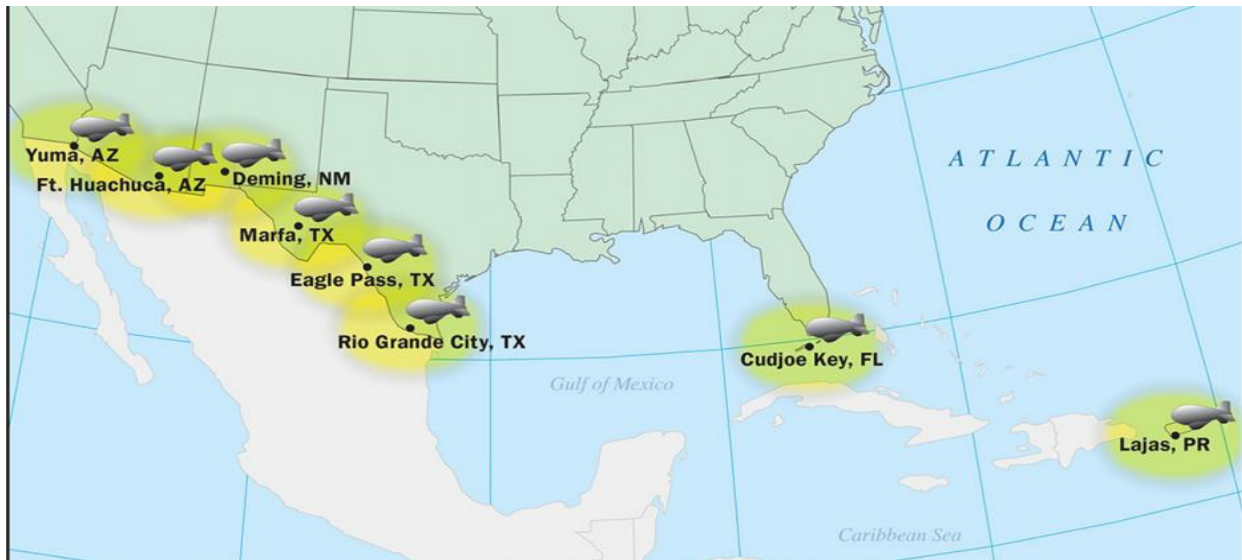 ATLANTIC
OCEAN
Yuma, AZ
Ft. Huachuca, AZ
Deming, NM
Marfa, TX
Eagle Pass, TX
Rio Grande City, TX
Cudjoe Key, FL
Gulf of Mexico
Lajas, PR
Caribbean Sea